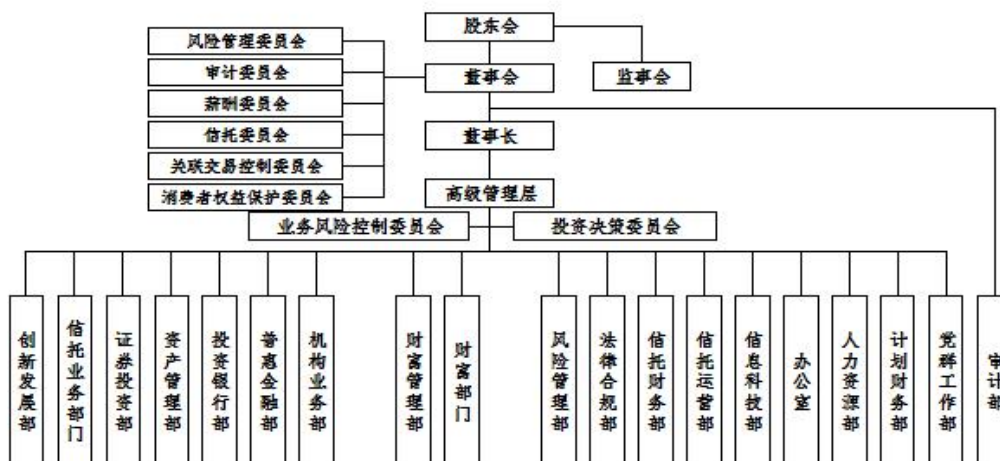 股东会
风险管理委员会
审计委员会
薪酬委员会
信托委员会
关联交易控制委员会
消费者权益保护委员会
董事会
监事会
董事长
高级管理层
业务风险控制委员会
投资决策委员会
创新发展部
信托业务部门
证券投资部
资产管理部
投资银行部
普惠金融部
机构业务部
财富管理部
财富部门
风险管理部
法律合规部
信托财务部
信托运营部
信息科技部
办公室
人力资源部
计划财务部
党群工作部
审计部